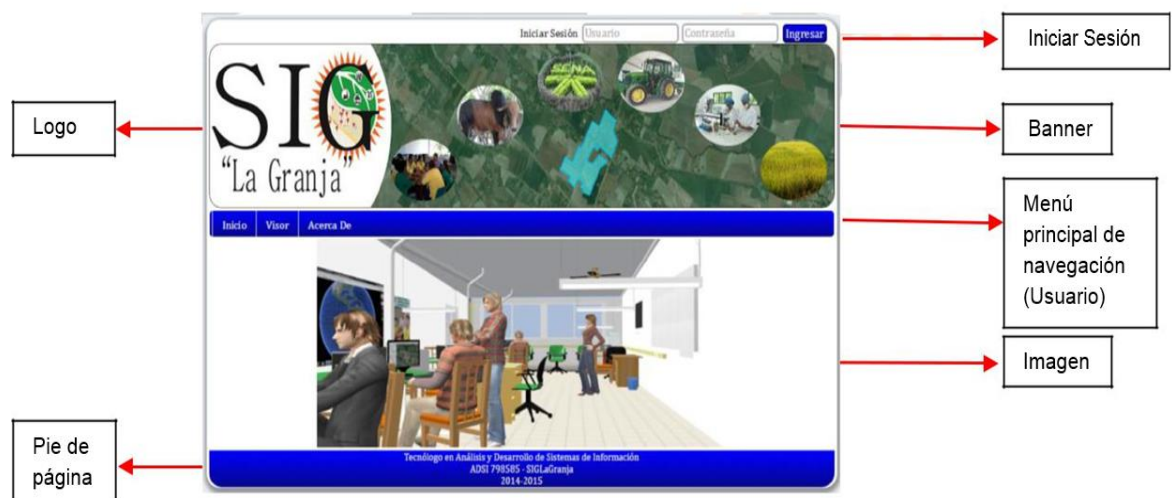 Iniciar Sesión Usuario Contraseña Ingresar
Iniciar Sesión
Logo
SIG
"La Granja"
SENA
Banner
Inicio Visor Acerca De
Menú
principal de
navegación
(Usuario)
Imagen
Pie de
página
Tecnólogo en Análisis y Desarrollo de Sistemas de Información
ADSI 798585 - SIGLaGranja
2014-2015